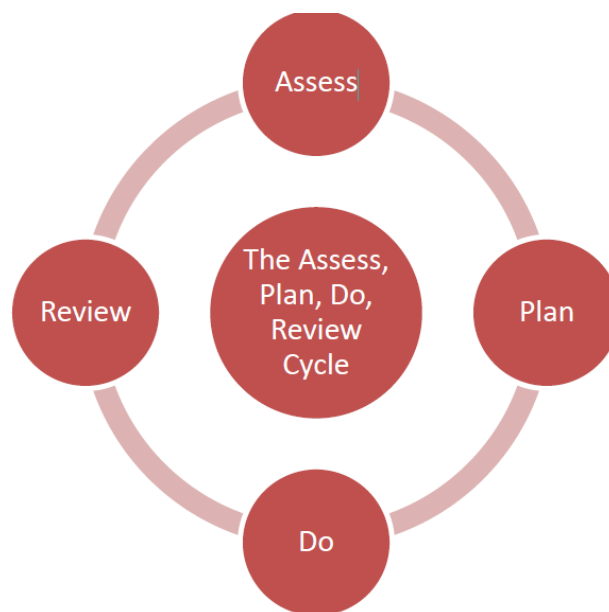 Assess
The Assess,
Plan, Do,
Review
Cycle
Review
Plan
Do